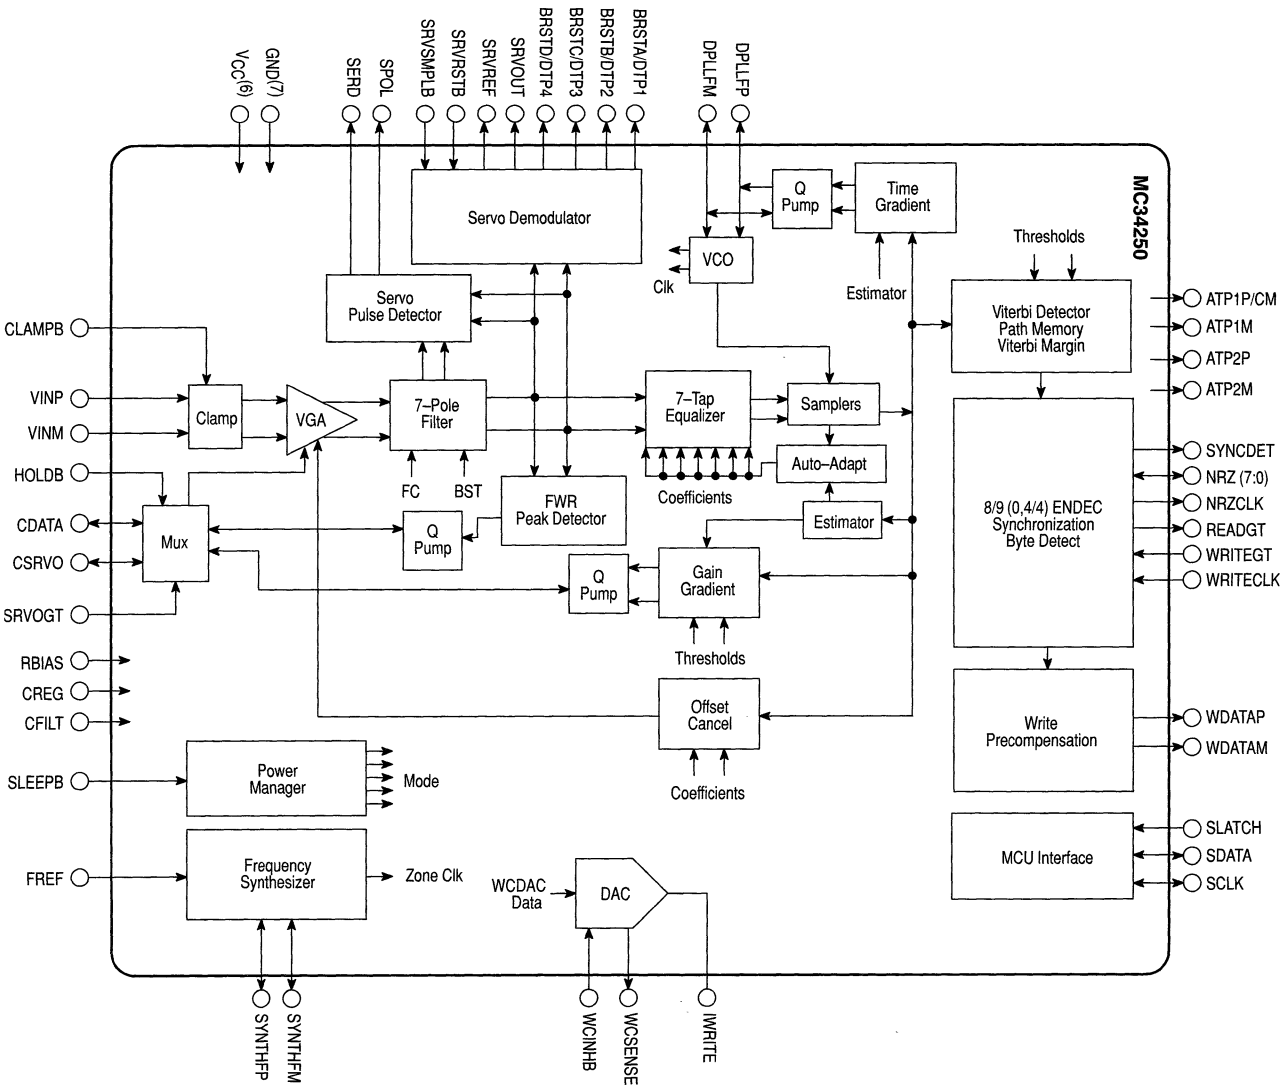 VCC(6)
GND(7)
SERD
SPOL
SRVSMPLB
SRVRSTB
SRVREF
SRVOUT
BRSTD/DTP4
BRSTC/DTP3
BRSTB/DTP2
BRSTA/DTP1
DPLLFM
DPLLFP
MC34250
Servo Demodulator
Q
Pump
Time
Gradient
VCO
Clk
Estimator
Thresholds
Servo
Pulse Detector
Viterbi Detector
Path Memory
Viterbi Margin
ATP1P/CM
ATP1M
ATP2P
ATP2M
CLAMPB
VINP
VINM
HOLDB
CDATA
CSRVO
SRVOGT
RBIAS
CREG
CFILT
SLEEPB
FREF
Clamp
VGA
7–Pole
Filter
FC
BST
7–Tap
Equalizer
Samplers
Auto–Adapt
Coefficients
Estimator
FWR
Peak Detector
Mux
Q
Pump
Q
Pump
Gain
Gradient
Thresholds
Offset
Cancel
Coefficients
8/9 (0,4/4) ENDEC
Synchronization
Byte Detect
SYNCDET
NRZ (7:0)
NRZCLK
READGT
WRITEGT
WRITECLK
Write
Precompensation
WDATAP
WDATAM
MCU Interface
SLATCH
SDATA
SCLK
Power
Manager
Mode
Frequency
Synthesizer
Zone Clk
WCDAC
Data
DAC
SYNTHFP
SYNTHFM
WCINHB
WCSENSE
IWRITE